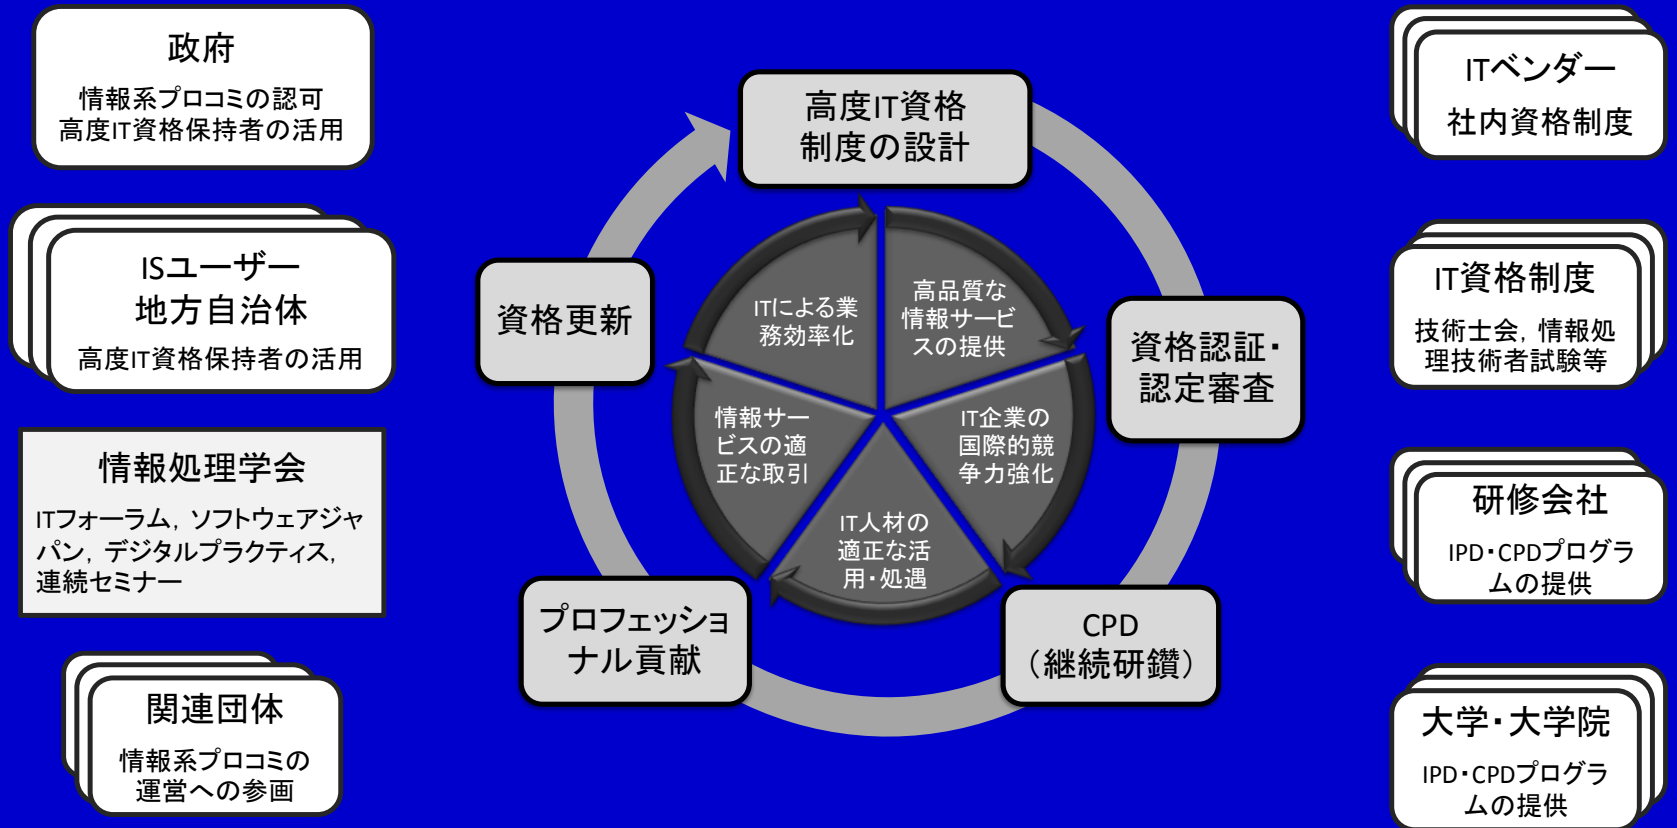 政府
情報系プロコミの認可
高度IT資格保持者の活用
ISユーザー
地方自治体
高度IT資格保持者の活用
情報処理学会
ITフォーラム，ソフトウェアジャ
パン，デジタルプラクティス，
連続セミナー
関連団体
情報系プロコミの
運営への参画
高度IT資格
制度の設計
資格認証・
認定審査
CPD
（継続研鑽）
プロフェッショ
ナル貢献
資格更新
高品質な
情報サービ
スの提供
IT企業の
国際的競
争力強化
IT人材の
適正な活
用・処遇
情報サー
ビスの適
正な取引
ITによる業
務効率化
ITベンダー
社内資格制度
IT資格制度
技術士会，情報処
理技術者試験等
研修会社
IPD・CPDプログラ
ムの提供
大学・大学院
IPD・CPDプログラ
ムの提供